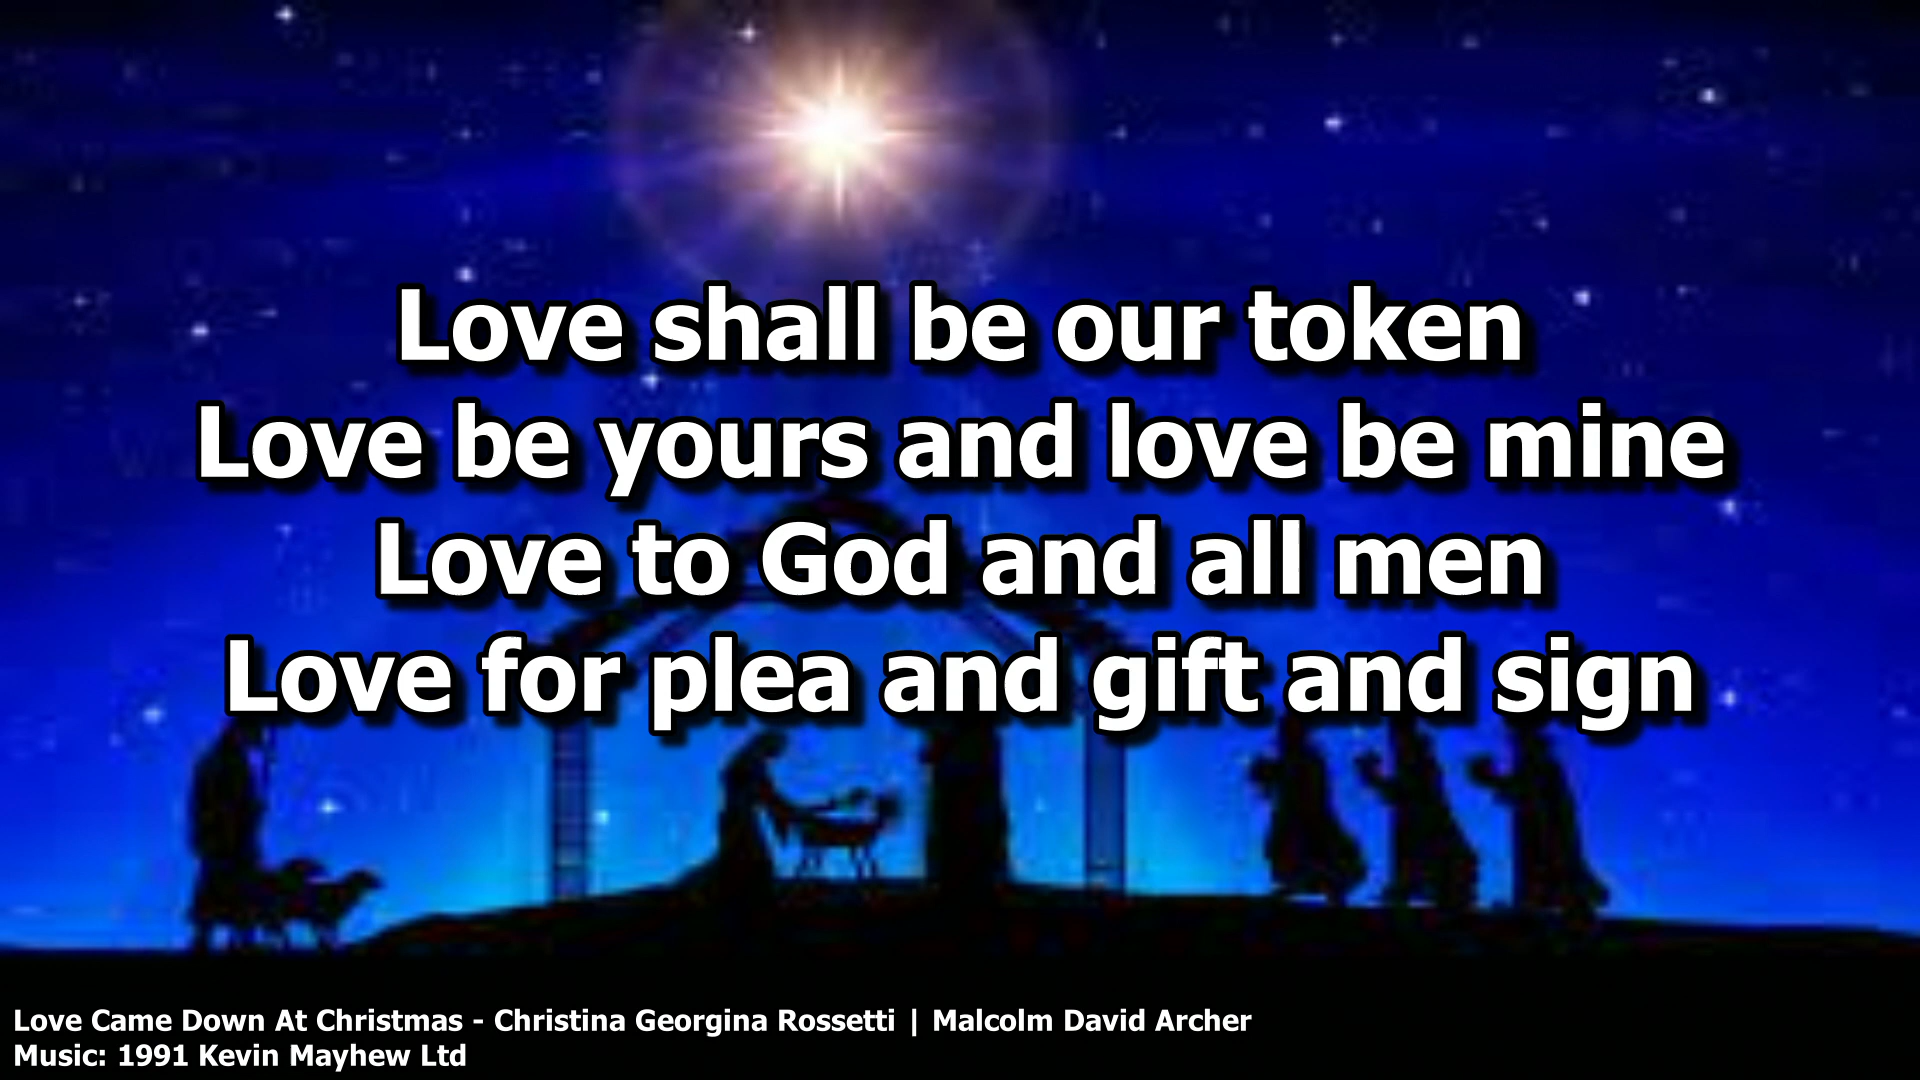 Love shall be our token
Love be yours and love be mine
Love to God and all men
Love for plea and gift and sign
Love Came Down At Christmas - Christina Georgina Rossetti | Malcolm David Archer
Music: 1991 Kevin Mayhew Ltd